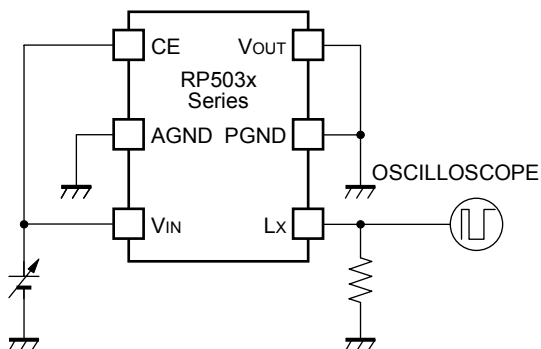 CE VOUT
RP503x
Series
AGND PGND
OSCILLOSCOPE
VIN LX